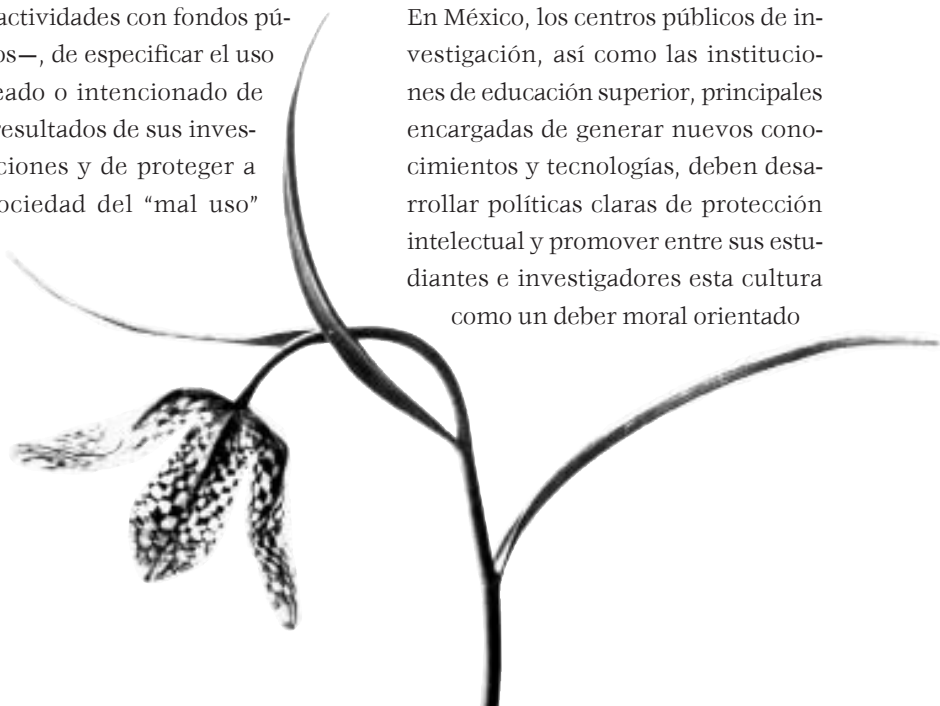 actividades con fondos pú-
os—, de especificar el uso
eado o intencionado de
resultados de sus inves-
ciones y de proteger a
ociedad del “mal uso”
En México, los centros públicos de in-
vestigación, así como las institucio-
nes de educación superior, principales
encargadas de generar nuevos cono-
cimientos y tecnologías, deben desa-
rrollar políticas claras de protección
intelectual y promover entre sus estu-
diantes e investigadores esta cultura
como un deber moral orientado